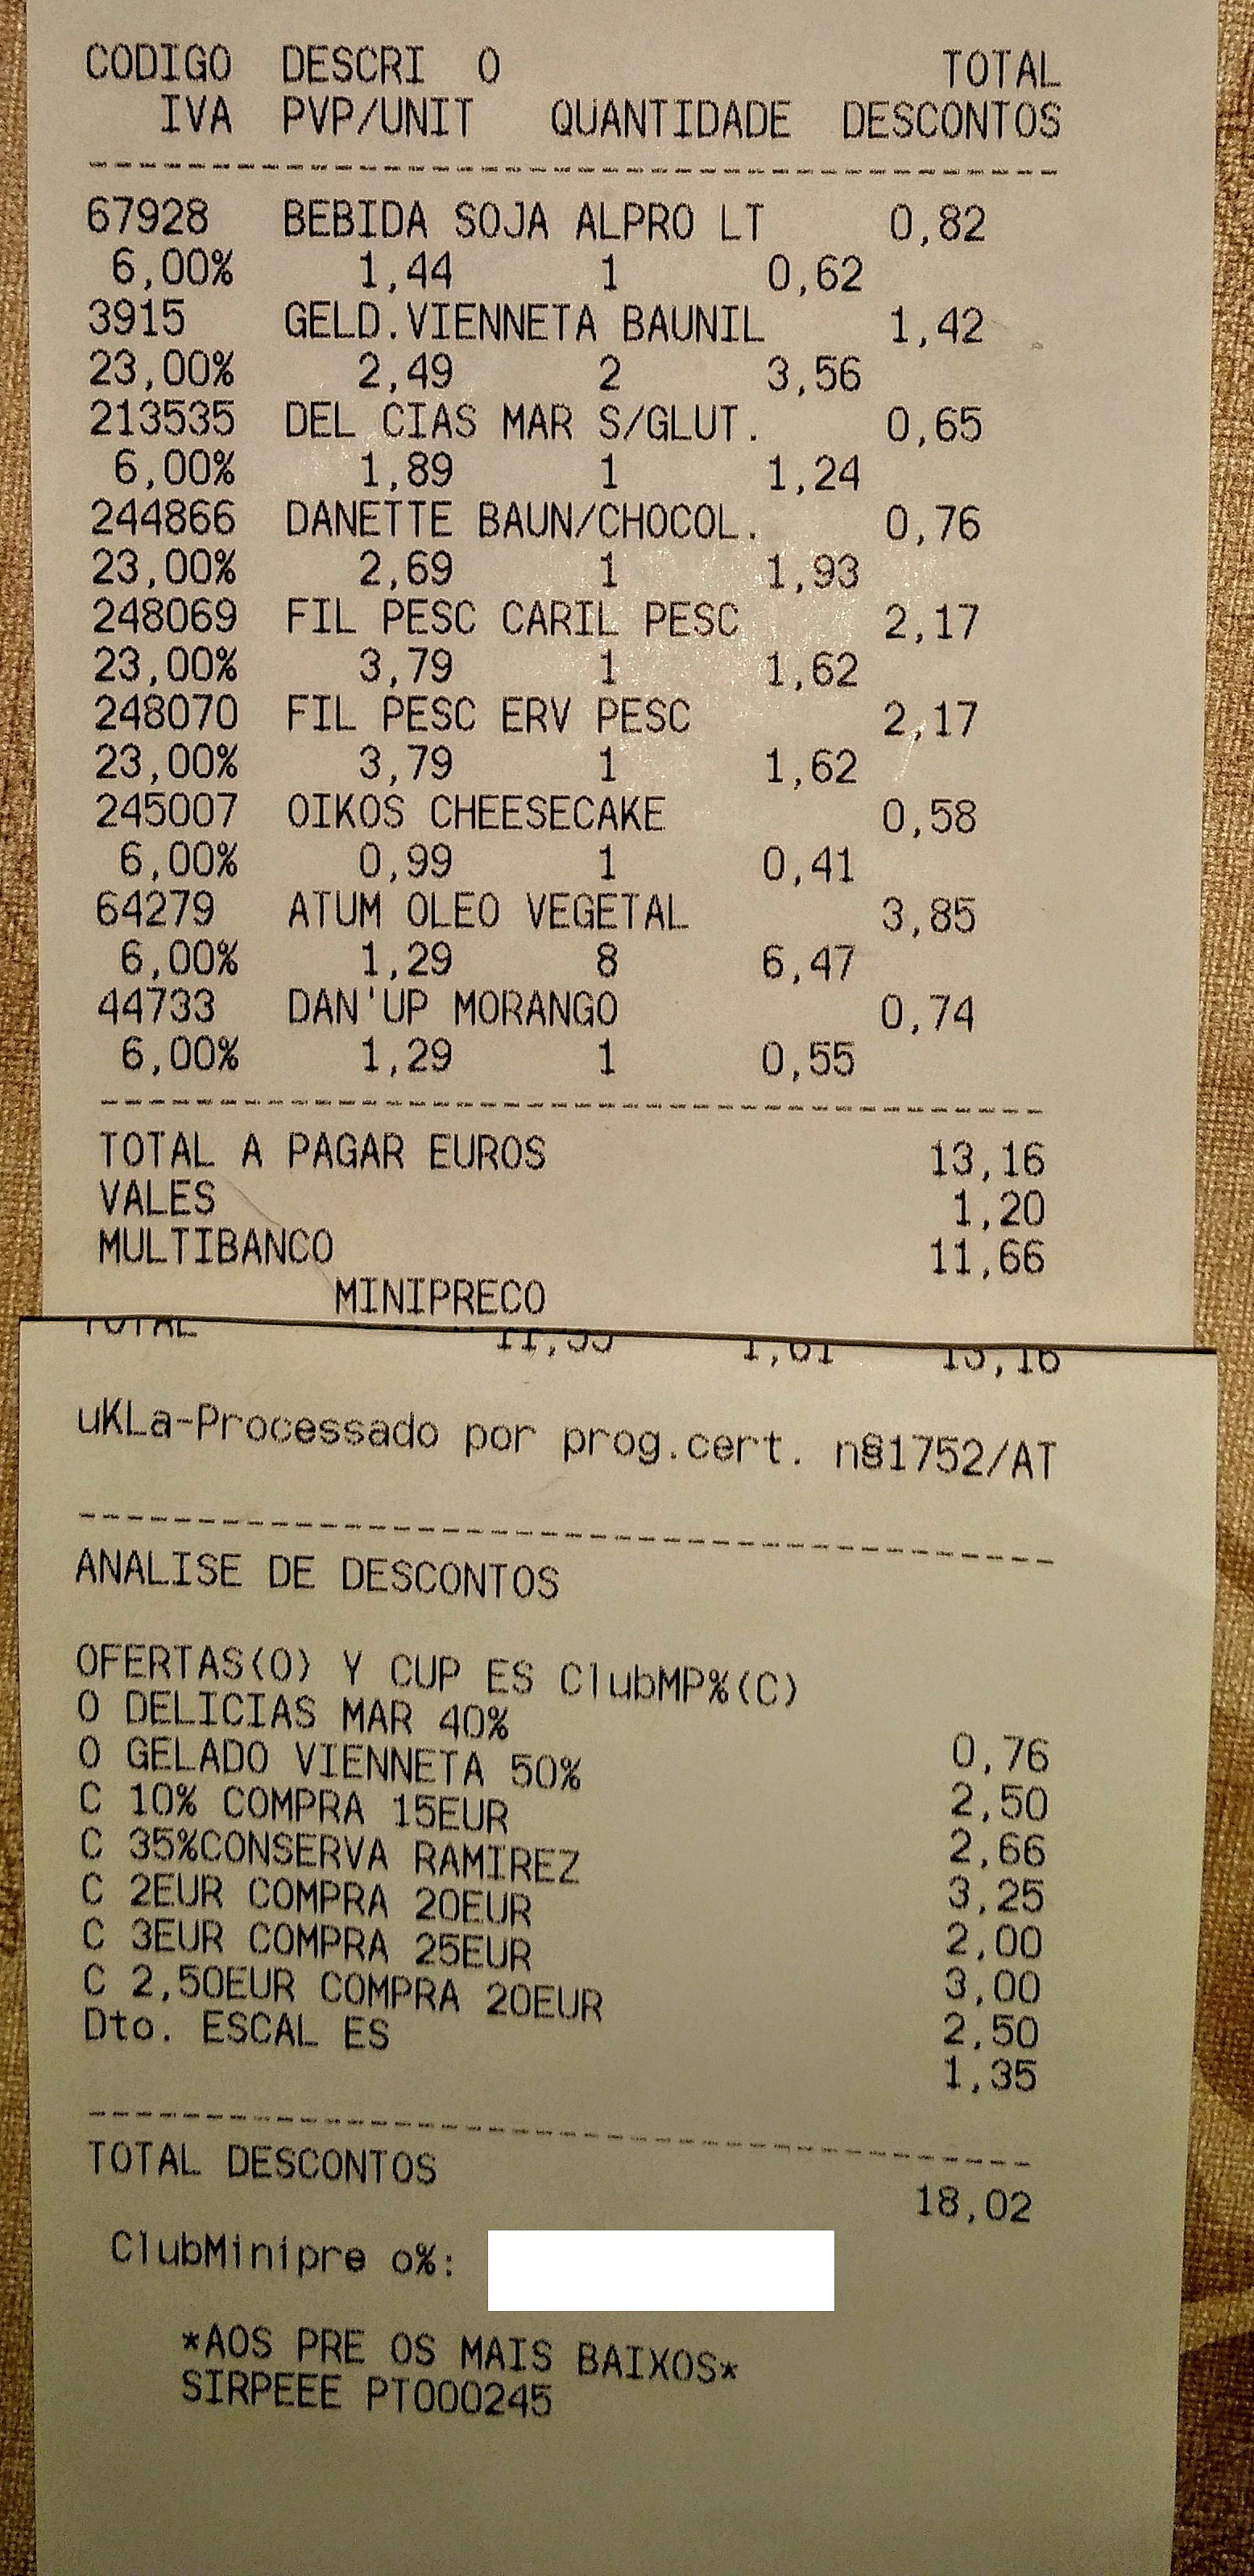 CODIGO DESCRI O TOTAL
IVA PVP/UNIT QUANTIDADE DESCONTOS
67928 BEBIDA SOJA ALPRO LT 0,82
6,00% 1,44 1 0,62
3915 GELD.VIENNETA BAUNIL 1,42
23,00% 2,49 2 3,56
213535 DEL CIAS MAR S/GLUT. 0,65
6,00% 1,89 1 1,24
244866 DANETTE BAUN/CHOCOL. 0,76
23,00% 2,69 1 1,93
248069 FIL PESC CARIL PESC 2,17
23,00% 3,79 1 1,62
248070 FIL PESC ERV PESC 2,17
23,00% 3,79 1 1,62
245007 OIKOS CHEESECAKE 0,58
6,00% 0,99 1 0,41
64279 ATUM OLEO VEGETAL 3,85
6,00% 1,29 8 6,47
44733 DAN'UP MORANGO 0,74
6,00% 1,29 1 0,55
TOTAL A PAGAR EUROS 13,16
VALES 1,20
MULTIBANCO 11,66
MINIPRECO
TOTAL 1,61 13,16
uKLa-Processado por prog.cert. n§1752/AT
ANALISE DE DESCONTOS
OFERTAS(O) Y CUP ES ClubMP%(C)
O DELICIAS MAR 40% 0,76
O GELADO VIENNETA 50% 2,50
C 10% COMPRA 15EUR 2,66
C 35%CONSERVA RAMIREZ 3,25
C 2EUR COMPRA 20EUR 2,00
C 3EUR COMPRA 25EUR 3,00
C 2,50EUR COMPRA 20EUR 2,50
Dto. ESCAL ES 1,35
TOTAL DESCONTOS 18,02
ClubMinipre o%:
*AOS PRE OS MAIS BAIXOS*
SIRPEEE PT000245